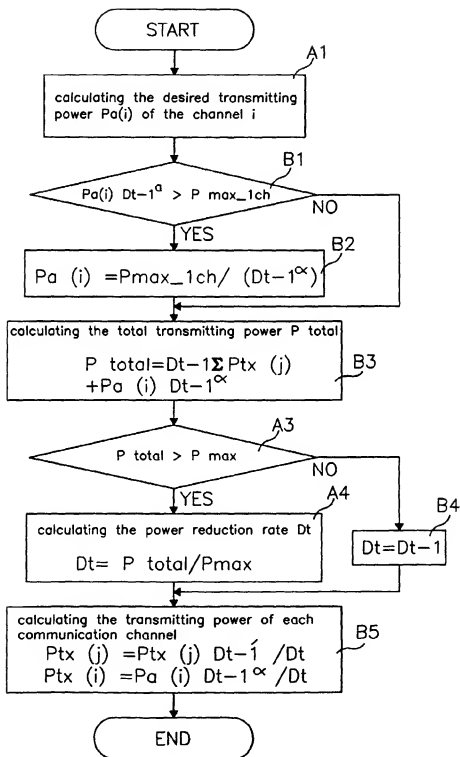 START
A1
calculating the desired transmitting
power Pa(i) of the channel i
B1
Pa(i) Dt-1ª > P max_1ch
NO
YES
B2
Pa (i) =Pmax_1ch/ (Dt-1∝)
calculating the total transmitting power P total
P total=Dt-1Σ Ptx (j)
+Pa (i) Dt-1∝
B3
A3
P total > P max
NO
YES
A4
calculating the power reduction rate Dt
Dt= P total/Pmax
B4
Dt=Dt-1
calculating the transmitting power of each
communication channel
Ptx (j) =Ptx (j) Dt-1́ /Dt
Ptx (i) =Pa (i) Dt-1∝ /Dt
B5
END